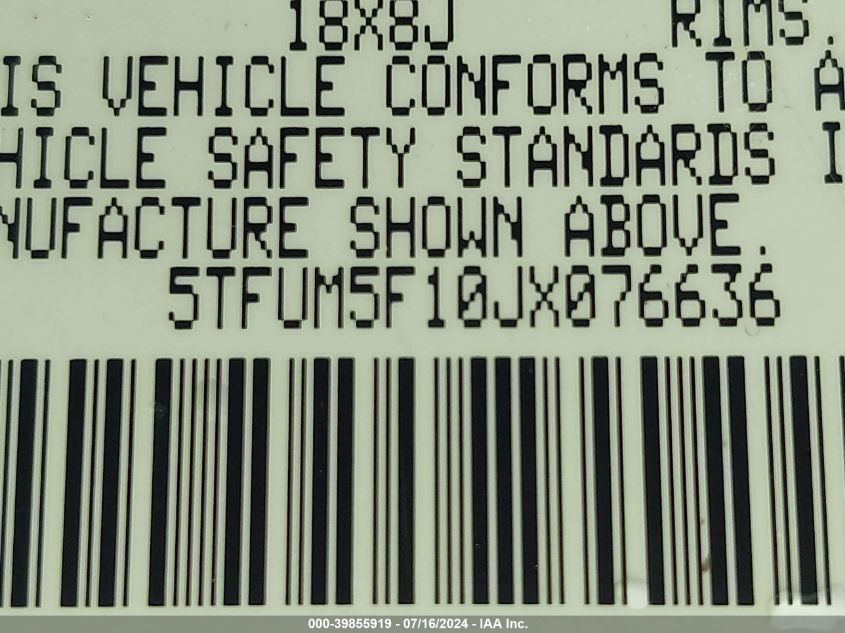 18X8J RIMS.
IS VEHICLE CONFORMS TO A
HICLE SAFETY STANDARDS I
NUFACTURE SHOWN ABOVE.
5TFUM5F10JX076636
000-39855919 - 07/16/2024 - IAA Inc.